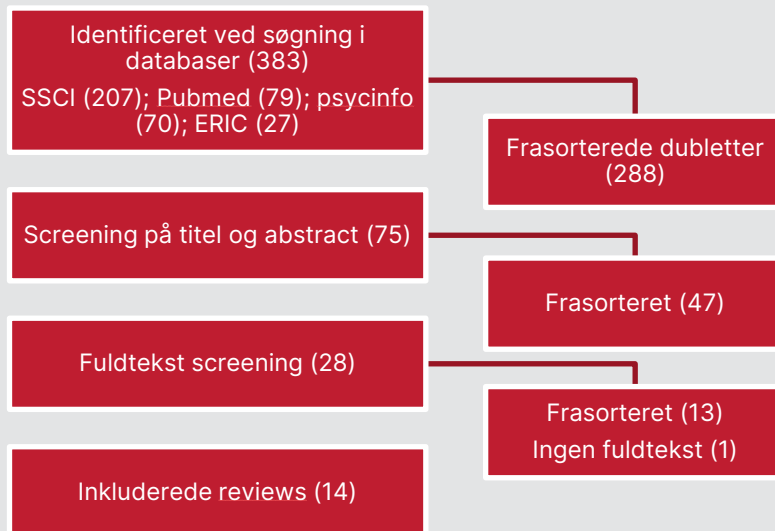 Identificeret ved søgning i
databaser (383)
SSCI (207); Pubmed (79); psycinfo
(70); ERIC (27)
Frasorterede dubletter
(288)
Screening på titel og abstract (75)
Frasorteret (47)
Fuldtekst screening (28)
Frasorteret (13)
Ingen fuldtekst (1)
Inkluderede reviews (14)